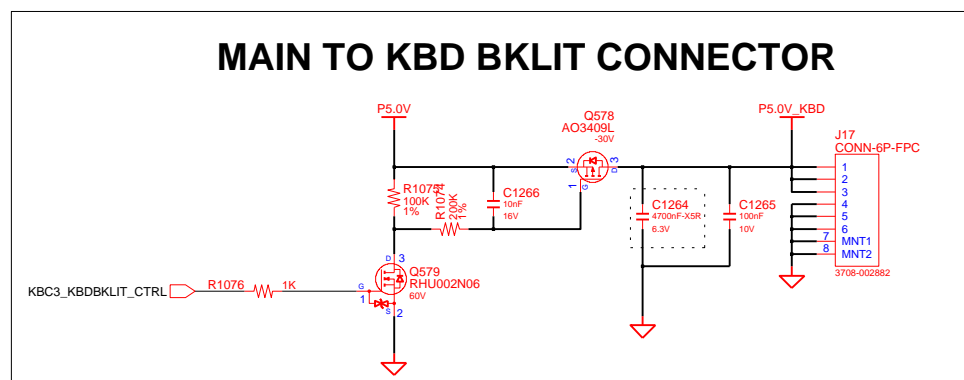 MAIN TO KBD BKLIT CONNECTOR
P5.0V
Q578
AO3409L
-30V
P5.0V_KBD
J17
CONN-6P-FPC
2
S
3
D
1
G
1
2
3
4
5
6
7 MNT1
8 MNT2
3708-002882
R1075
100K
1%
R1074
200K
1%
C1266
10nF
16V
C1264
4700nF-X5R
6.3V
C1265
100nF
10V
D 3
Q579
RHU002N06
60V
G
1
S 2
KBC3_KBDBKLIT_CTRL
R1076 1K